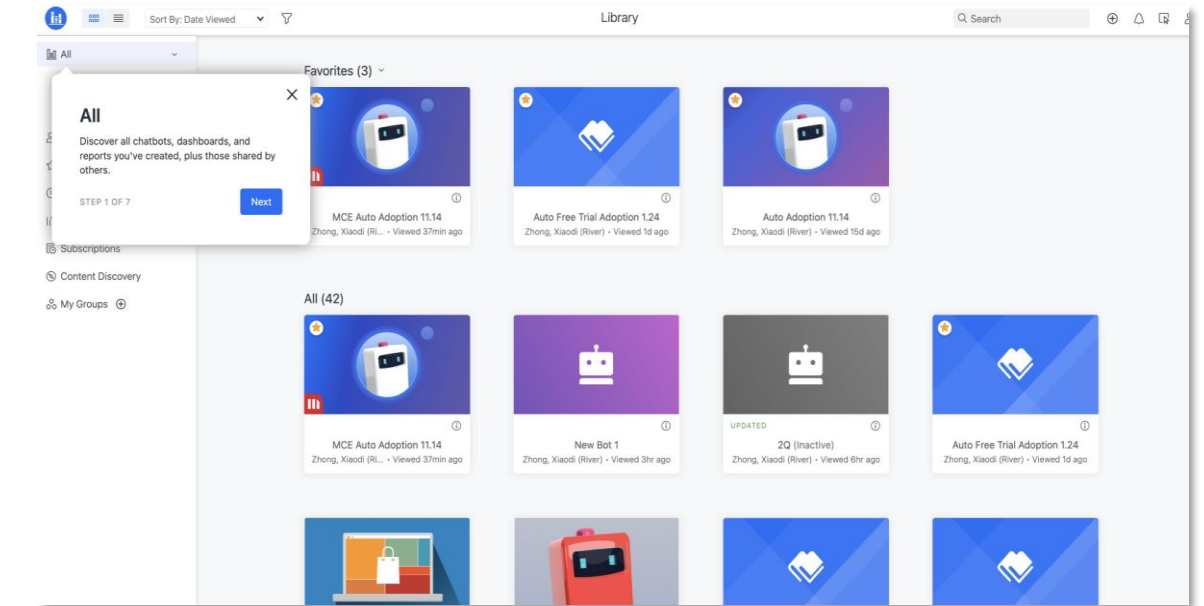 Sort By: Date Viewed
Library
Search
All
All
Discover all chatbots, dashboards, and
reports you've created, plus those shared by
others.
STEP 1 OF 7
Next
Subscriptions
Content Discovery
My Groups
Favorites (3)
MCE Auto Adoption 11.14
Zhong, Xiaodi (Ri... • Viewed 37min ago
Auto Free Trial Adoption 1.24
Zhong, Xiaodi (River) • Viewed 1d ago
Auto Adoption 11.14
Zhong, Xiaodi (River) • Viewed 15d ago
All (42)
MCE Auto Adoption 11.14
Zhong, Xiaodi (Ri... • Viewed 37min ago
New Bot 1
Zhong, Xiaodi (River) • Viewed 3hr ago
UPDATED
2Q (Inactive)
Zhong, Xiaodi (River) • Viewed 6hr ago
Auto Free Trial Adoption 1.24
Zhong, Xiaodi (River) • Viewed 1d ago